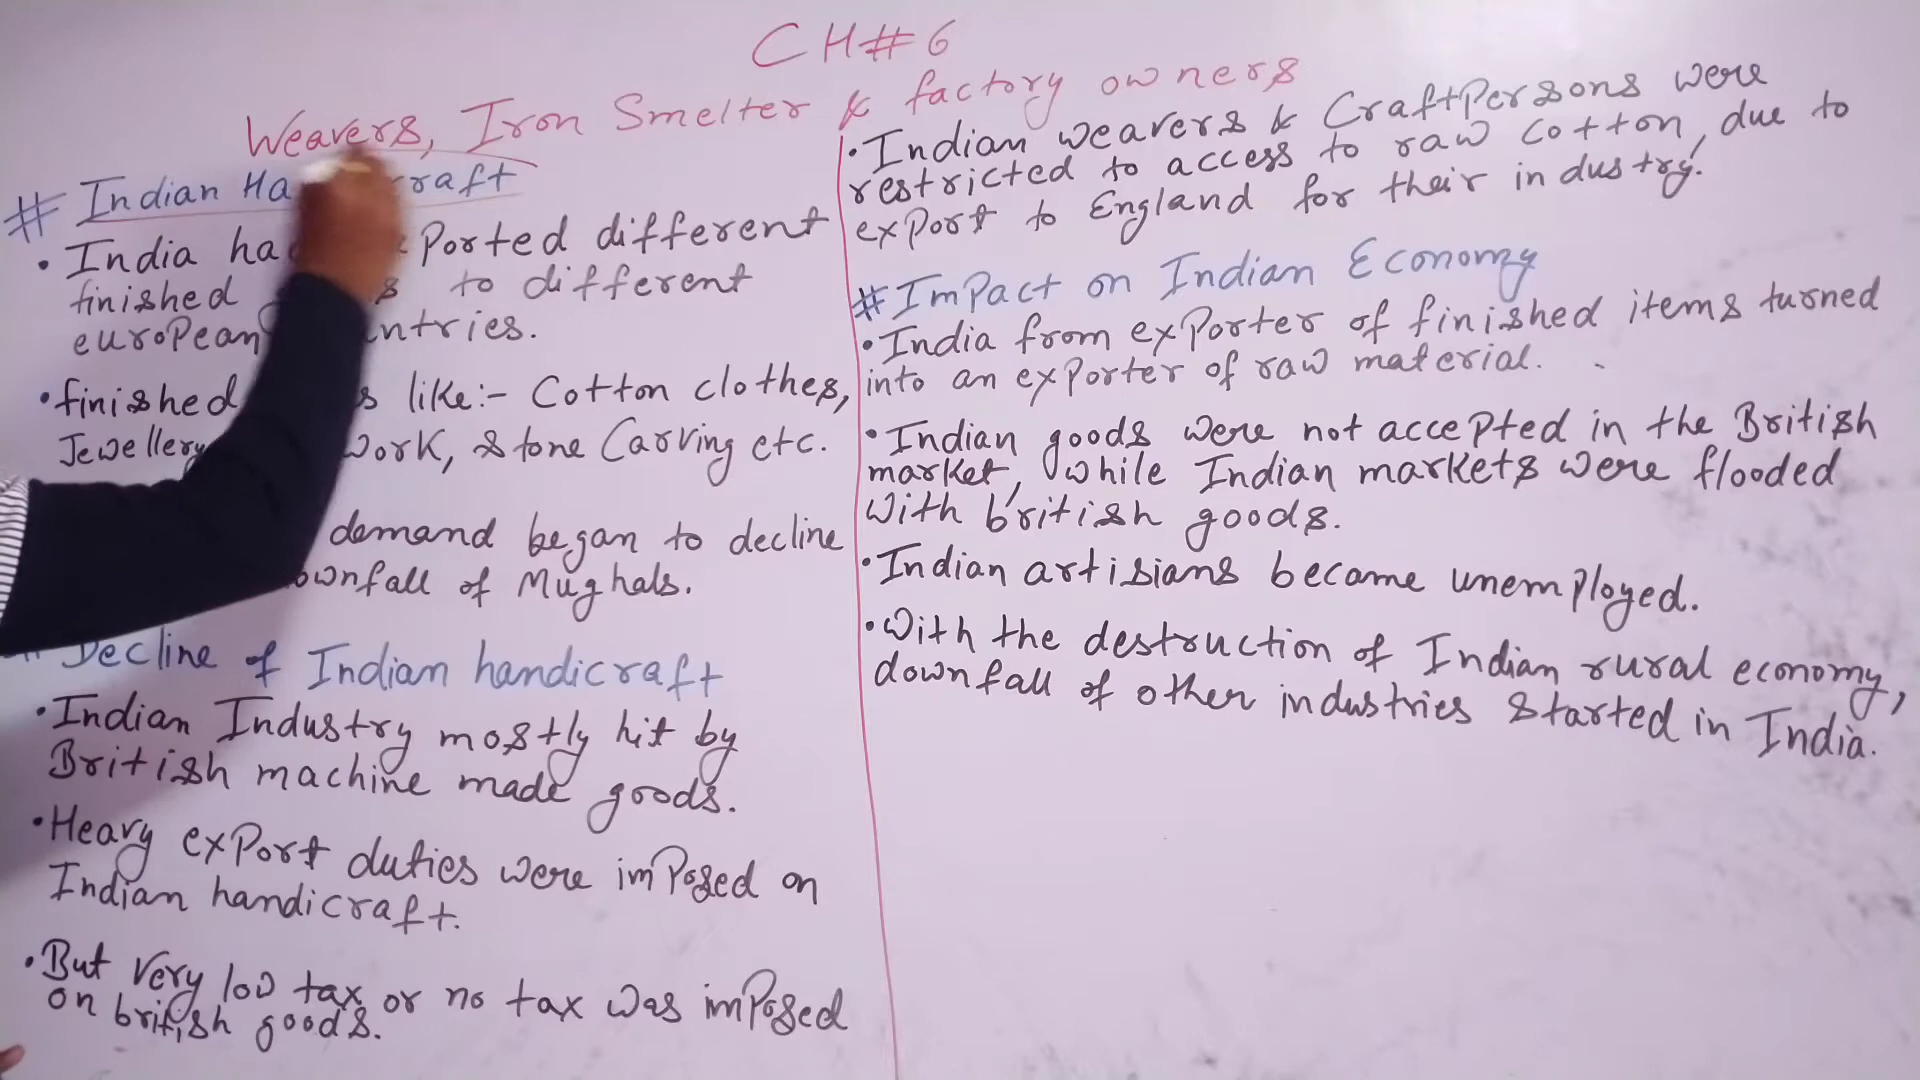 CH#6
Weavers, Iron Smelter & factory owners
# Indian Ha craft
• India had ported different
finished to different
european ntries.
• finished like:- Cotton clothes,
Jewellery work, stone Carving etc.
demand began to decline
ownfall of Mughals.
Decline of Indian handicraft
• Indian Industry mostly hit by
British machine made goods.
• Heavy export duties were imposed on
Indian handicraft.
• But very low tax or no tax was imposed
on british goods.
• Indian weavers & CraftPersons were
restricted to access to raw cotton, due to
export to England for their industry.
# Impact on Indian Economy
• India from exporter of finished items turned
into an exporter of raw material.
• Indian goods were not accepted in the British
market, while Indian markets were flooded
with british goods.
• Indian artisians became unemployed.
• With the destruction of Indian rural economy,
downfall of other industries started in India.